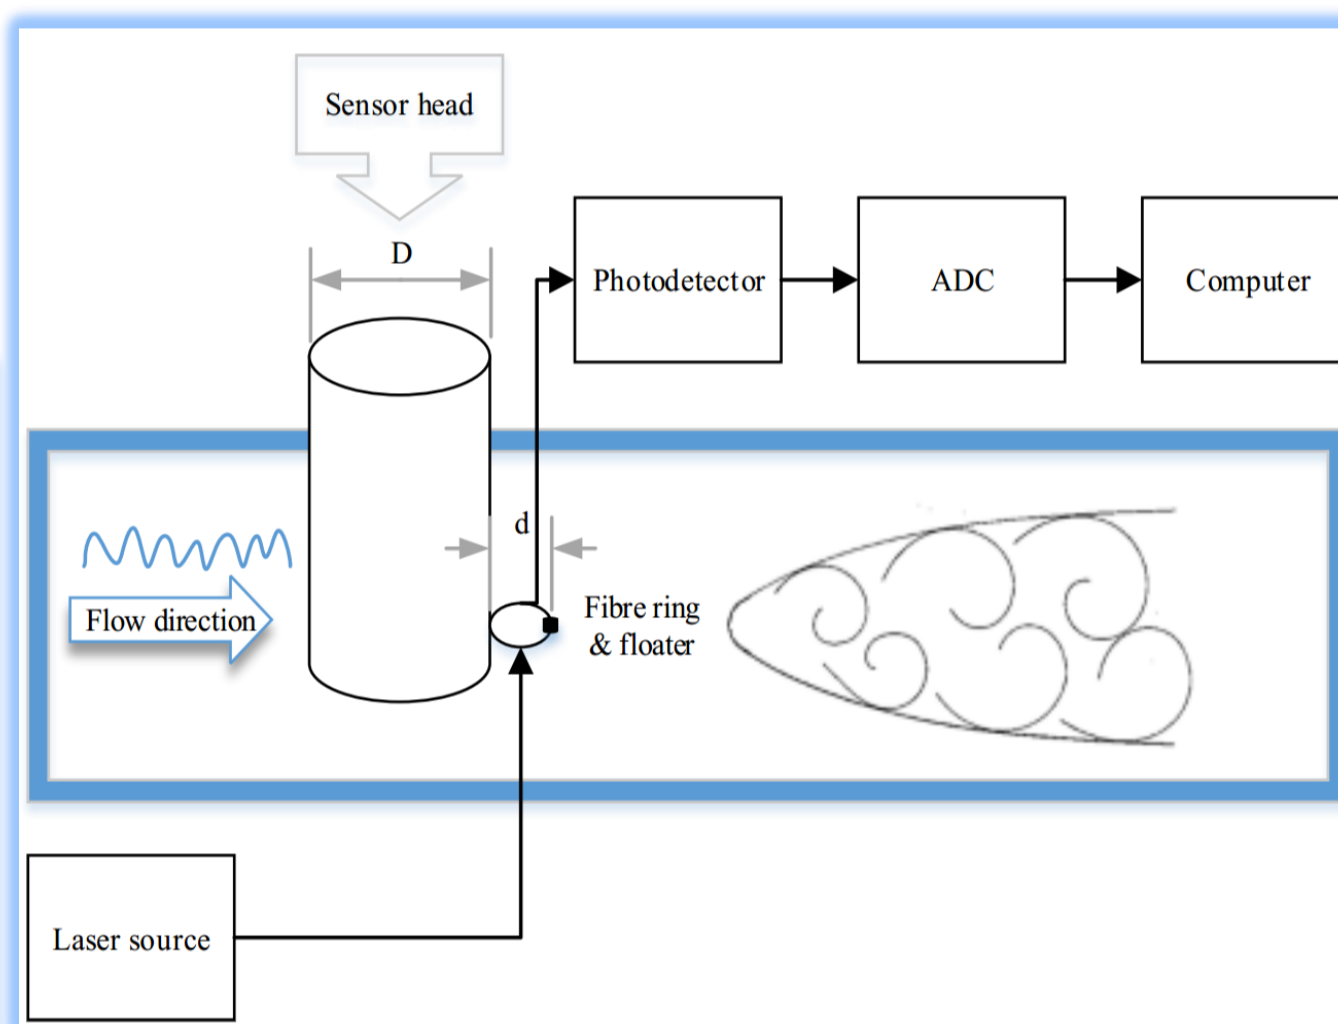 Sensor head
D
Photodetector
ADC
Computer
d
Flow direction
Fibre ring
& floater
Laser source